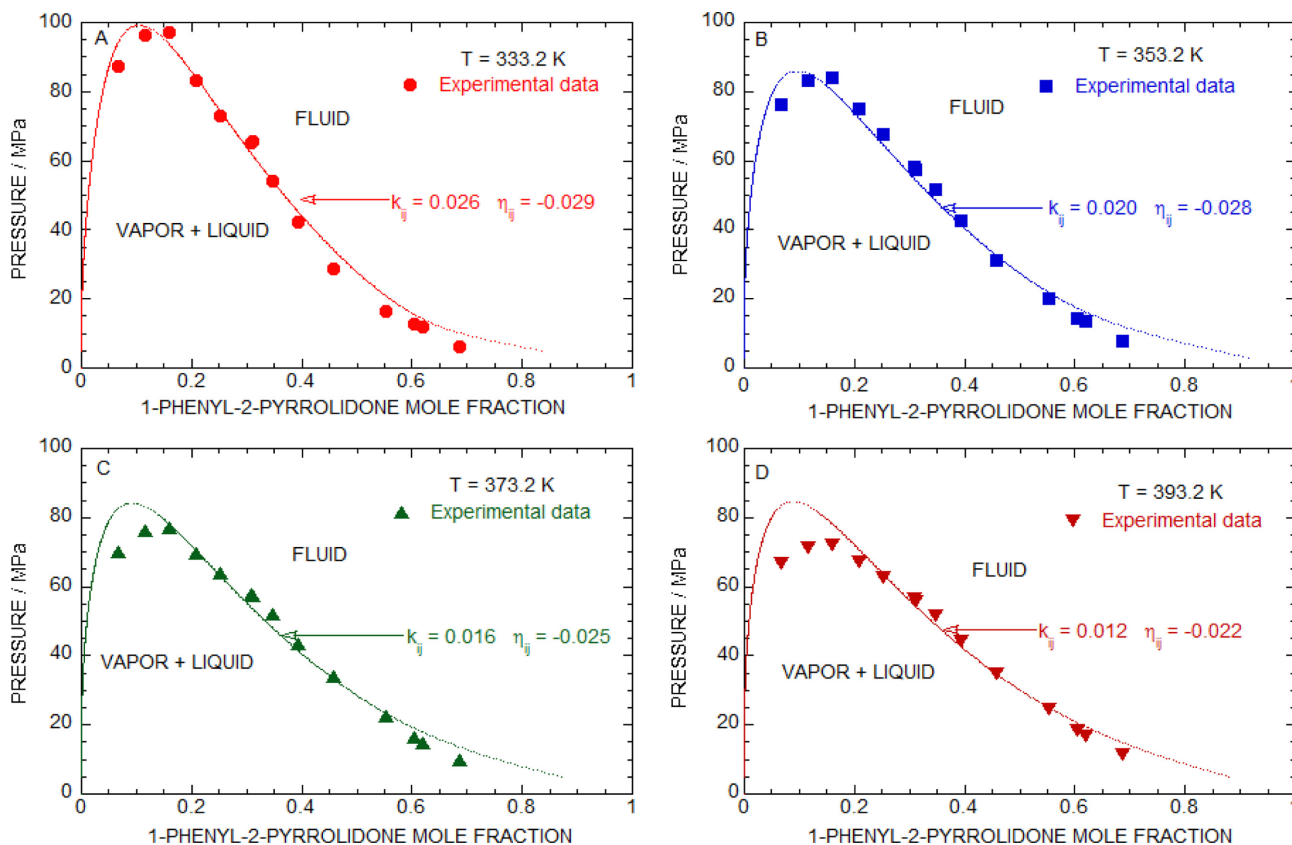 A
T = 333.2 K
Experimental data
FLUID
k_ij = 0.026 η_ij = -0.029
VAPOR + LIQUID
PRESSURE / MPa
100
80
60
40
20
0
0 0.2 0.4 0.6 0.8 1
1-PHENYL-2-PYRROLIDONE MOLE FRACTION
B
T = 353.2 K
Experimental data
FLUID
k_ij = 0.020 η_ij = -0.028
VAPOR + LIQUID
PRESSURE / MPa
100
80
60
40
20
0
0 0.2 0.4 0.6 0.8 1
1-PHENYL-2-PYRROLIDONE MOLE FRACTION
C
T = 373.2 K
Experimental data
FLUID
k_ij = 0.016 η_ij = -0.025
VAPOR + LIQUID
PRESSURE / MPa
100
80
60
40
20
0
0 0.2 0.4 0.6 0.8 1
1-PHENYL-2-PYRROLIDONE MOLE FRACTION
D
T = 393.2 K
Experimental data
FLUID
k_ij = 0.012 η_ij = -0.022
VAPOR + LIQUID
PRESSURE / MPa
100
80
60
40
20
0
0 0.2 0.4 0.6 0.8 1
1-PHENYL-2-PYRROLIDONE MOLE FRACTION